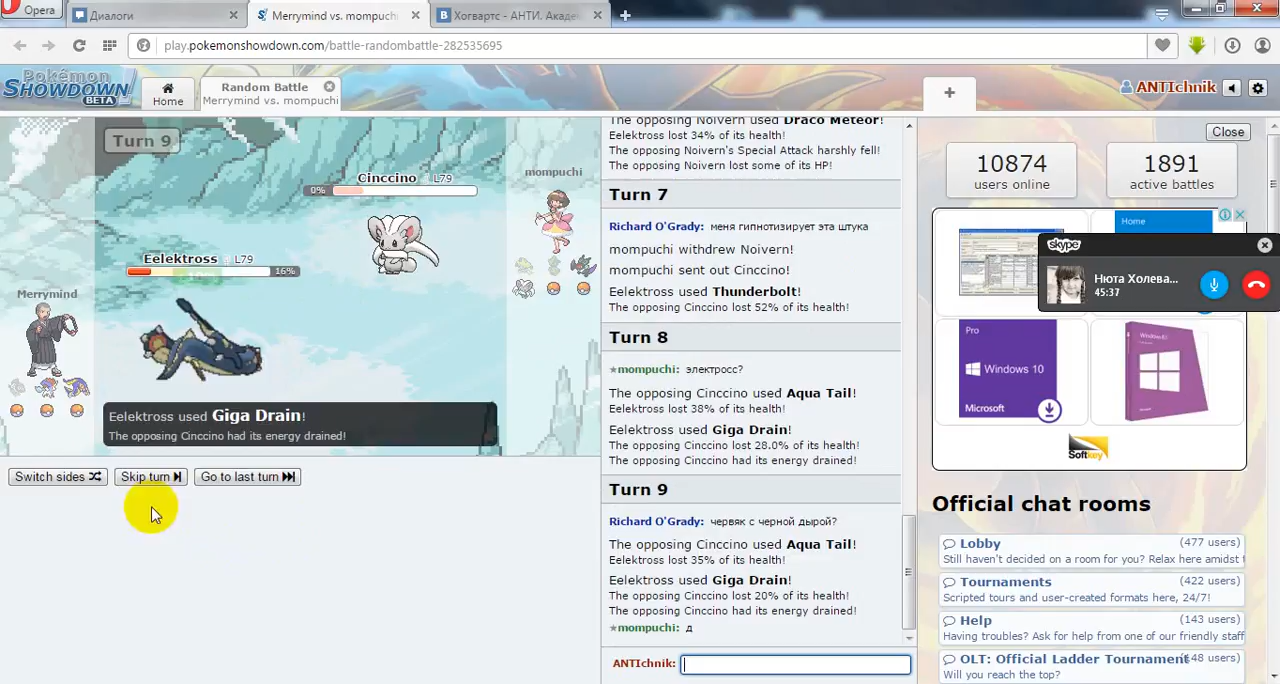 Opera
Диалоги
Merrymind vs. mompuchi
Хогвартс - АНТИ. Акаде
play.pokemonshowdown.com/battle-randombattle-282535695
Pokémon
SHOWDOWN
BETA
Home
Random Battle
Merrymind vs. mompuchi
ANTIchnik
Turn 9
Cinccino L79
0%
mompuchi
Eelektross L79
16%
Merrymind
Eelektross used Giga Drain!
The opposing Cinccino had its energy drained!
Switch sides
Skip turn
Go to last turn
The opposing Noivern used Draco Meteor!
Eelektross lost 34% of its health!
The opposing Noivern's Special Attack harshly fell!
The opposing Noivern lost some of its HP!
Turn 7
Richard O'Grady: меня гипнотизирует эта штука
mompuchi withdrew Noivern!
mompuchi sent out Cinccino!
Eelektross used Thunderbolt!
The opposing Cinccino lost 52% of its health!
Turn 8
★mompuchi: электросс?
The opposing Cinccino used Aqua Tail!
Eelektross lost 38% of its health!
Eelektross used Giga Drain!
The opposing Cinccino lost 28.0% of its health!
The opposing Cinccino had its energy drained!
Turn 9
Richard O'Grady: червяк с черной дырой?
The opposing Cinccino used Aqua Tail!
Eelektross lost 35% of its health!
Eelektross used Giga Drain!
The opposing Cinccino lost 20% of its health!
The opposing Cinccino had its energy drained!
★mompuchi: д
ANTIchnik:
Close
10874
users online
1891
active battles
Home
skype
Нюта Холева...
45:37
Pro
Windows 10
Microsoft
Windows 8
Softkey
Official chat rooms
Lobby (477 users)
Still haven't decided on a room for you? Relax here amidst t
Tournaments (422 users)
Scripted tours and user-created formats here, 24/7!
Help (143 users)
Having troubles? Ask for help from one of our friendly staff
OLT: Official Ladder Tournament (48 users)
Will you reach the top?